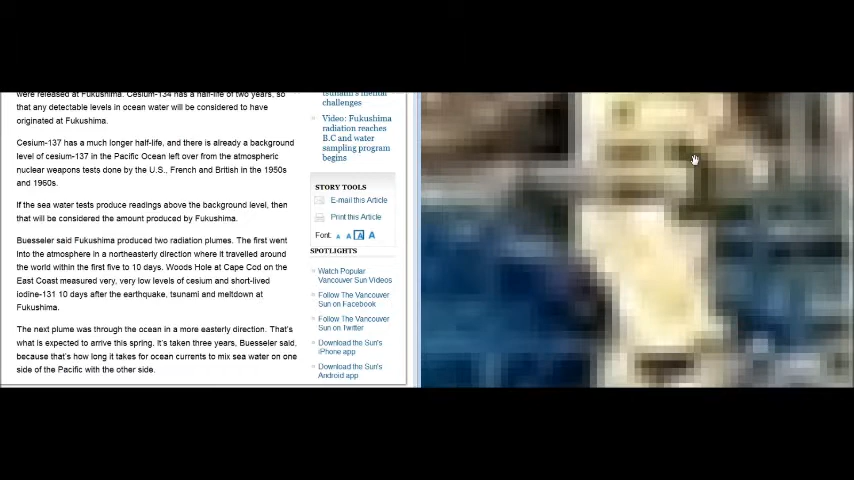 were released at Fukushima. Cesium-134 has a half-life of two years, so
that any detectable levels in ocean water will be considered to have
originated at Fukushima.
Cesium-137 has a much longer half-life, and there is already a background
level of cesium-137 in the Pacific Ocean left over from the atmospheric
nuclear weapons tests done by the U.S., French and British in the 1950s
and 1960s.
If the sea water tests produce readings above the background level, then
that will be considered the amount produced by Fukushima.
Buesseler said Fukushima produced two radiation plumes. The first went
into the atmosphere in a northeasterly direction where it travelled around
the world within the first five to 10 days. Woods Hole at Cape Cod on the
East Coast measured very, very low levels of cesium and short-lived
iodine-131 10 days after the earthquake, tsunami and meltdown at
Fukushima.
The next plume was through the ocean in a more easterly direction. That's
what is expected to arrive this spring. It's taken three years, Buesseler said,
because that's how long it takes for ocean currents to mix sea water on one
side of the Pacific with the other side.
tsunami's mental
challenges
Video: Fukushima
radiation reaches
B.C and water
sampling program
begins
STORY TOOLS
E-mail this Article
Print this Article
Font: A A A A
SPOTLIGHTS
Watch Popular
Vancouver Sun Videos
Follow The Vancouver
Sun on Facebook
Follow The Vancouver
Sun on Twitter
Download the Sun's
iPhone app
Download the Sun's
Android app